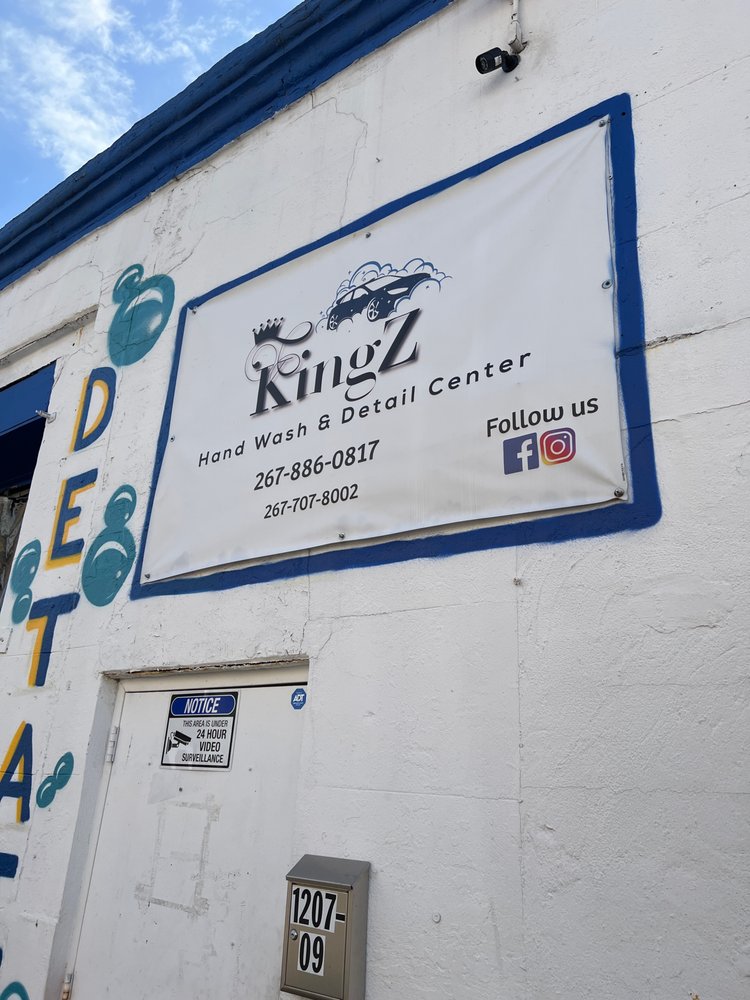 KingZ
Hand Wash & Detail Center
267-886-0817
267-707-8002
Follow us
D
E
T
A
NOTICE
THIS AREA IS UNDER
24 HOUR
VIDEO
SURVEILLANCE
ADT
1207-
09